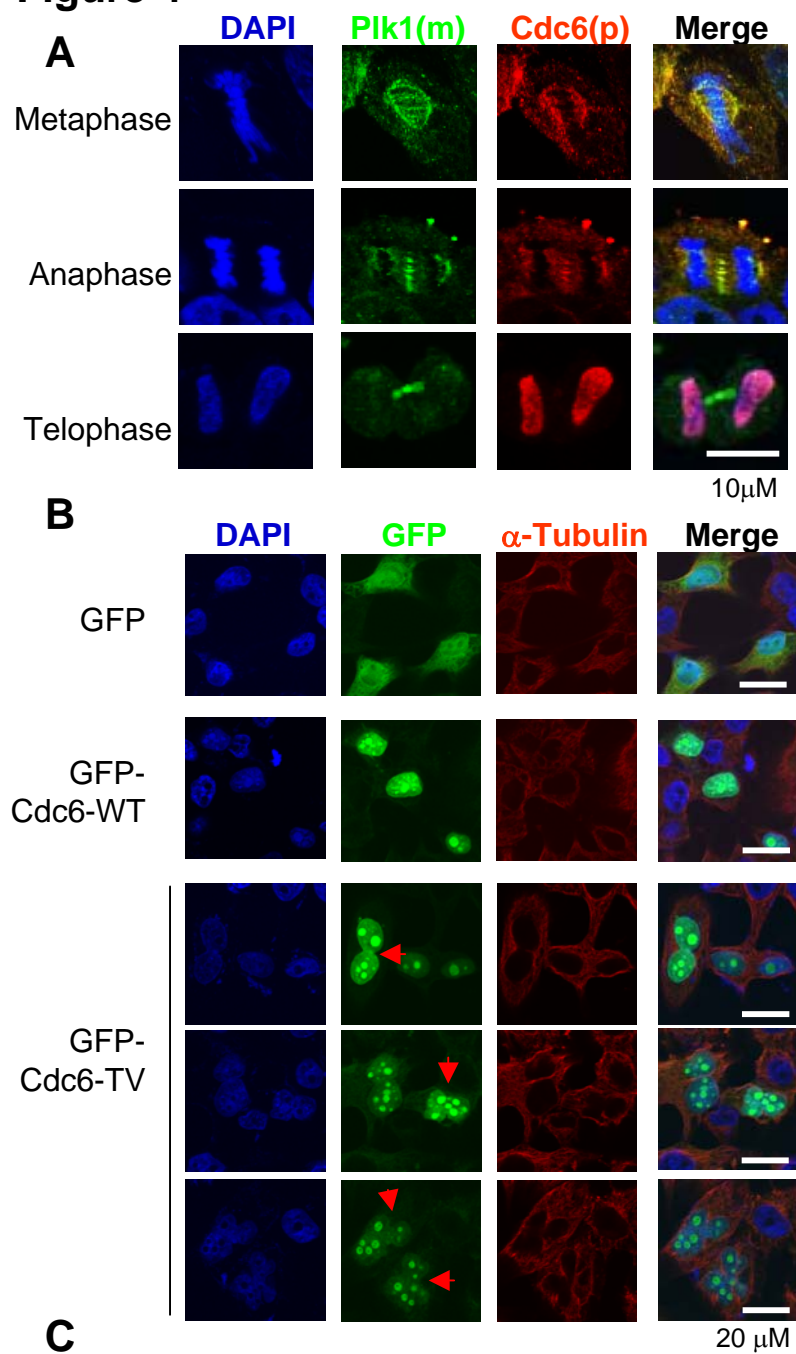 A
DAPI Plk1(m) Cdc6(p) Merge
Metaphase
Anaphase
Telophase
10μM
B
DAPI GFP α-Tubulin Merge
GFP
GFP-
Cdc6-WT
GFP-
Cdc6-TV
20 μM
C